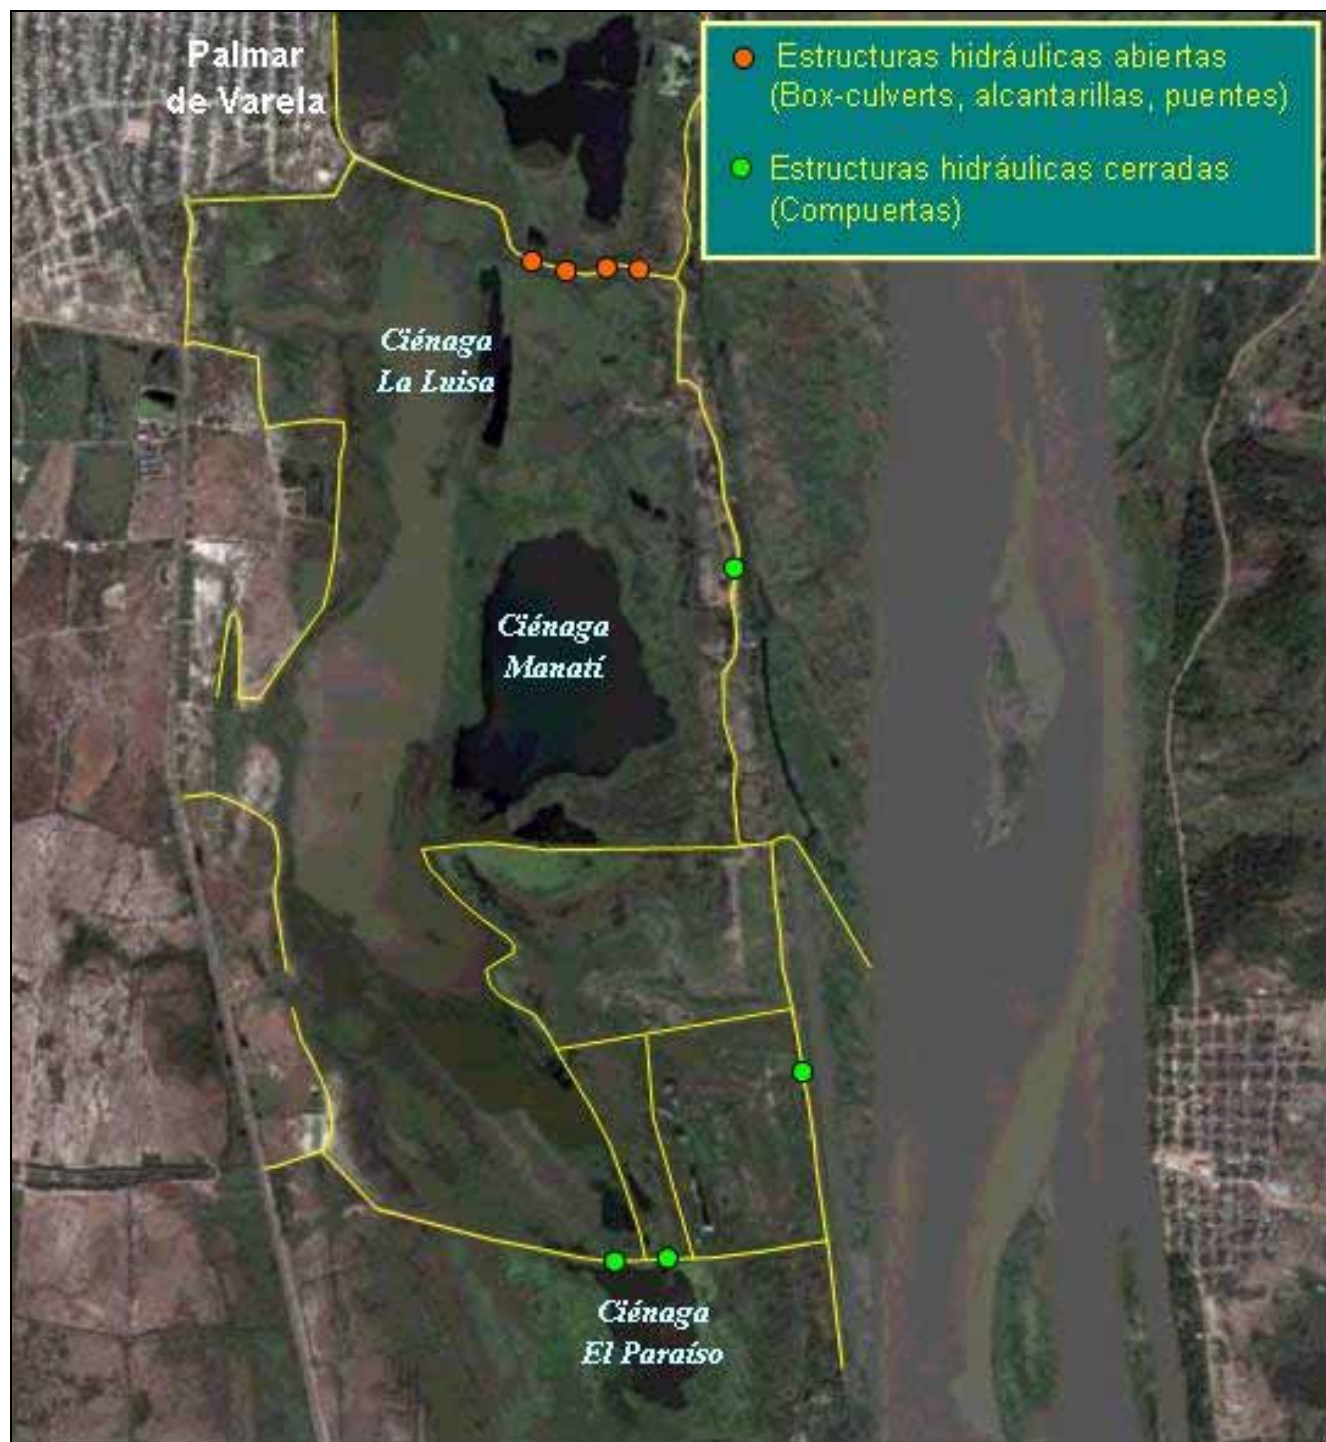 Palmar
de Varela
Estructuras hidráulicas abiertas
(Box-culverts, alcantarillas, puentes)
Estructuras hidráulicas cerradas
(Compuertas)
Ciénaga
La Luisa
Ciénaga
Manatí
Ciénaga
El Paraíso